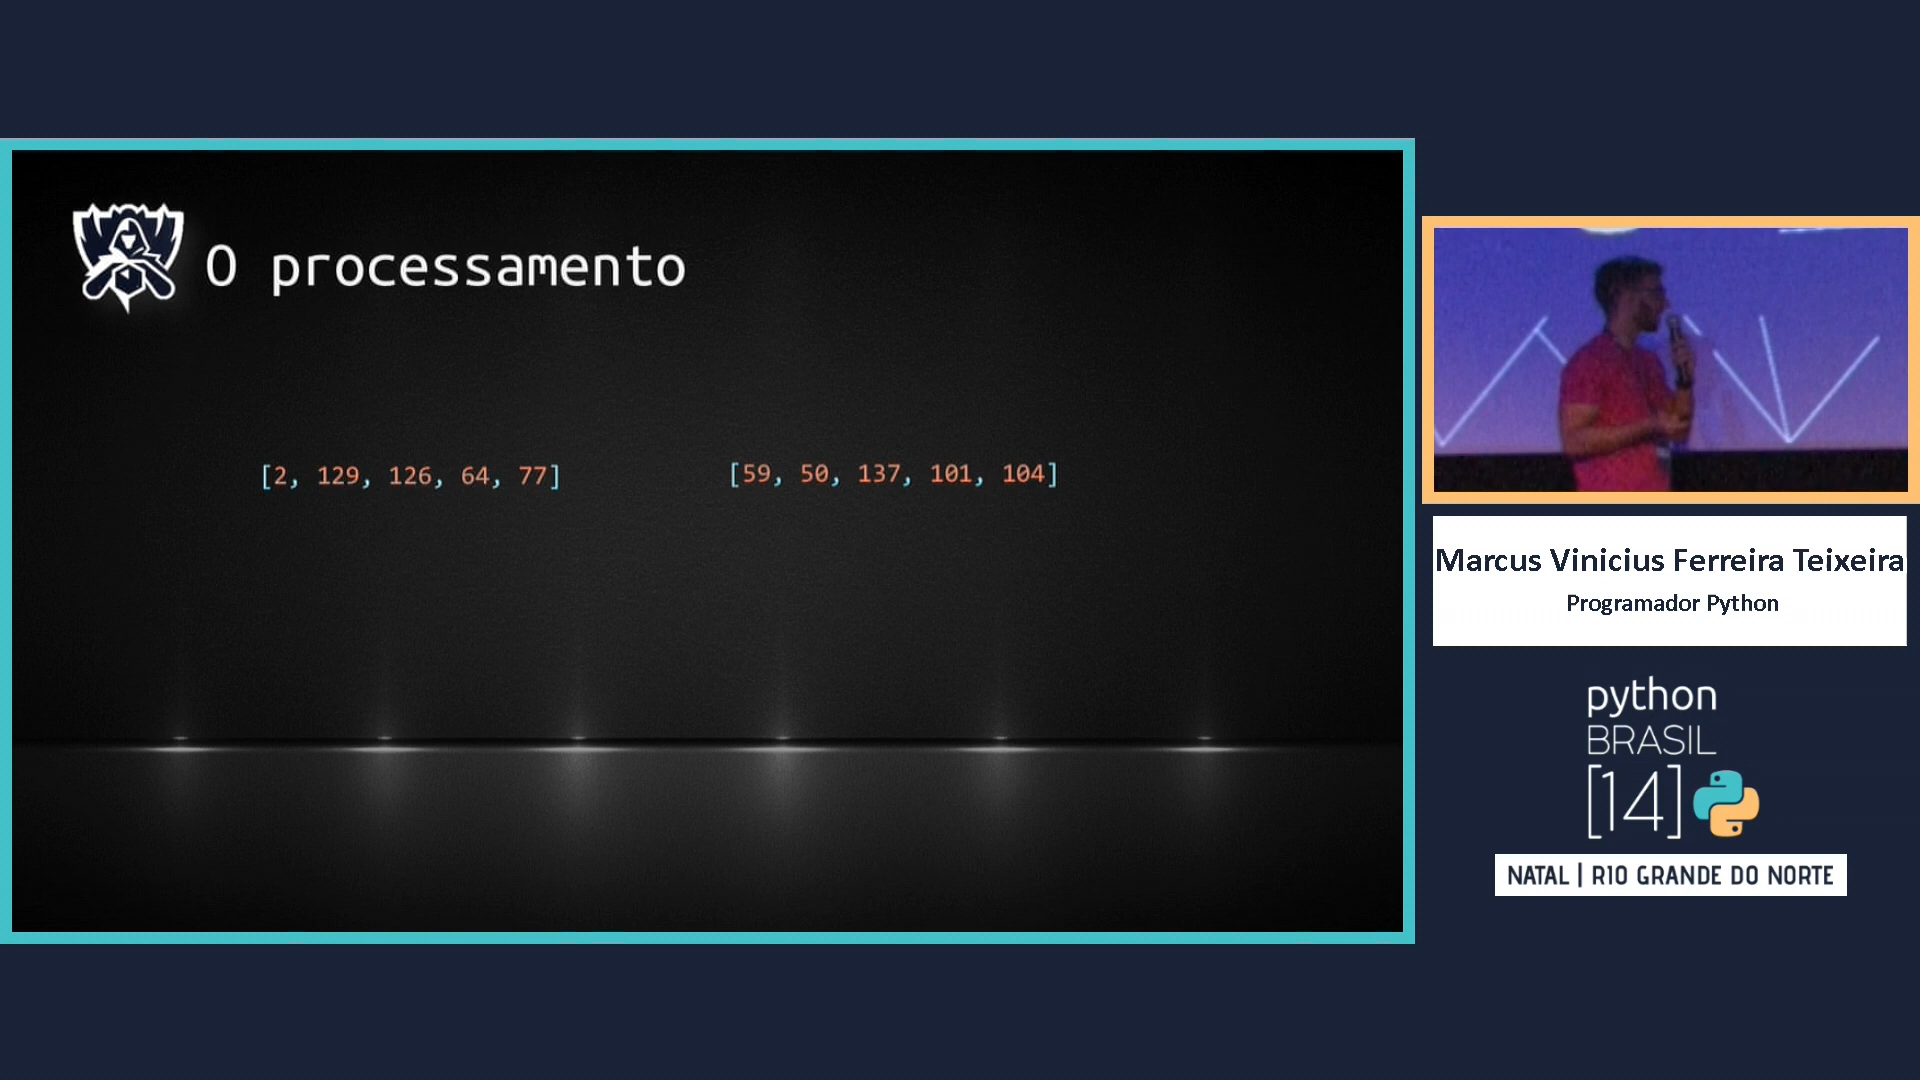 O processamento
[2, 129, 126, 64, 77]
[59, 50, 137, 101, 104]
Marcus Vinicius Ferreira Teixeira
Programador Python
python
BRASIL
[14]
NATAL | RIO GRANDE DO NORTE